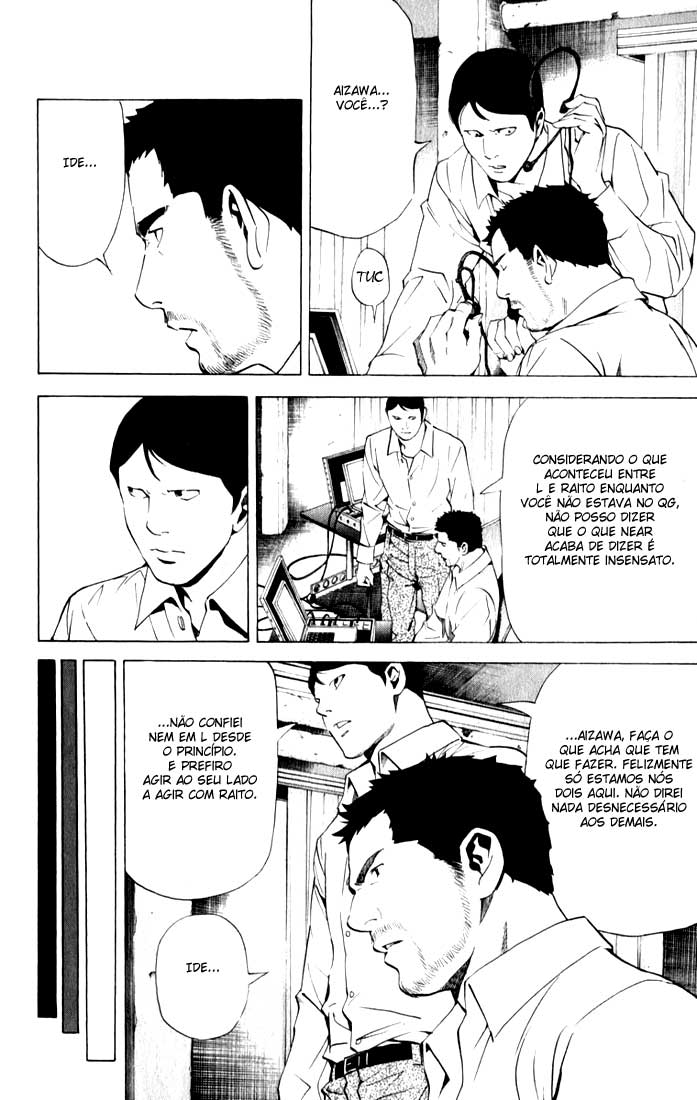 AIZAWA...
VOCÊ...?
TUC
IDE...
CONSIDERANDO O QUE
ACONTECEU ENTRE
L E RAITO ENQUANTO
VOCÊ NÃO ESTAVA NO QG,
NÃO POSSO DIZER
QUE O QUE NEAR
ACABA DE DIZER É
TOTALMENTE INSENSATO.
...AIZAWA, FAÇA O
QUE ACHA QUE TEM
QUE FAZER. FELIZMENTE
SÓ ESTAMOS NÓS
DOIS AQUI. NÃO DIREI
NADA DESNECESSÁRIO
AOS DEMAIS.
...NÃO CONFIEI
NEM EM L DESDE
O PRINCÍPIO.
E PREFIRO
AGIR AO SEU LADO
A AGIR COM RAITO.
IDE...